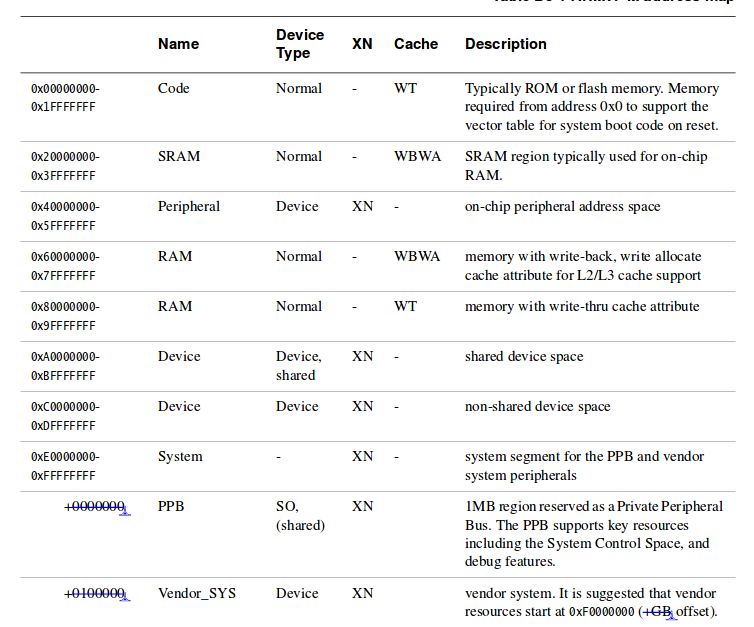 Name Device Type XN Cache Description
0x00000000- Code Normal - WT Typically ROM or flash memory. Memory
0x1FFFFFFF required from address 0x0 to support the
vector table for system boot code on reset.
0x20000000- SRAM Normal - WBWA SRAM region typically used for on-chip
0x3FFFFFFF RAM.
0x40000000- Peripheral Device XN - on-chip peripheral address space
0x5FFFFFFF
0x60000000- RAM Normal - WBWA memory with write-back, write allocate
0x7FFFFFFF cache attribute for L2/L3 cache support
0x80000000- RAM Normal - WT memory with write-thru cache attribute
0x9FFFFFFF
0xA0000000- Device Device, XN - shared device space
0xBFFFFFFF shared
0xC0000000- Device Device XN - non-shared device space
0xDFFFFFFF
0xE0000000- System - XN - system segment for the PPB and vendor
0xFFFFFFFF system peripherals
+0000000 PPB SO, XN 1MB region reserved as a Private Peripheral
(shared) Bus. The PPB supports key resources
including the System Control Space, and
debug features.
+0100000 Vendor_SYS Device XN vendor system. It is suggested that vendor
resources start at 0xF0000000 (+GB offset).